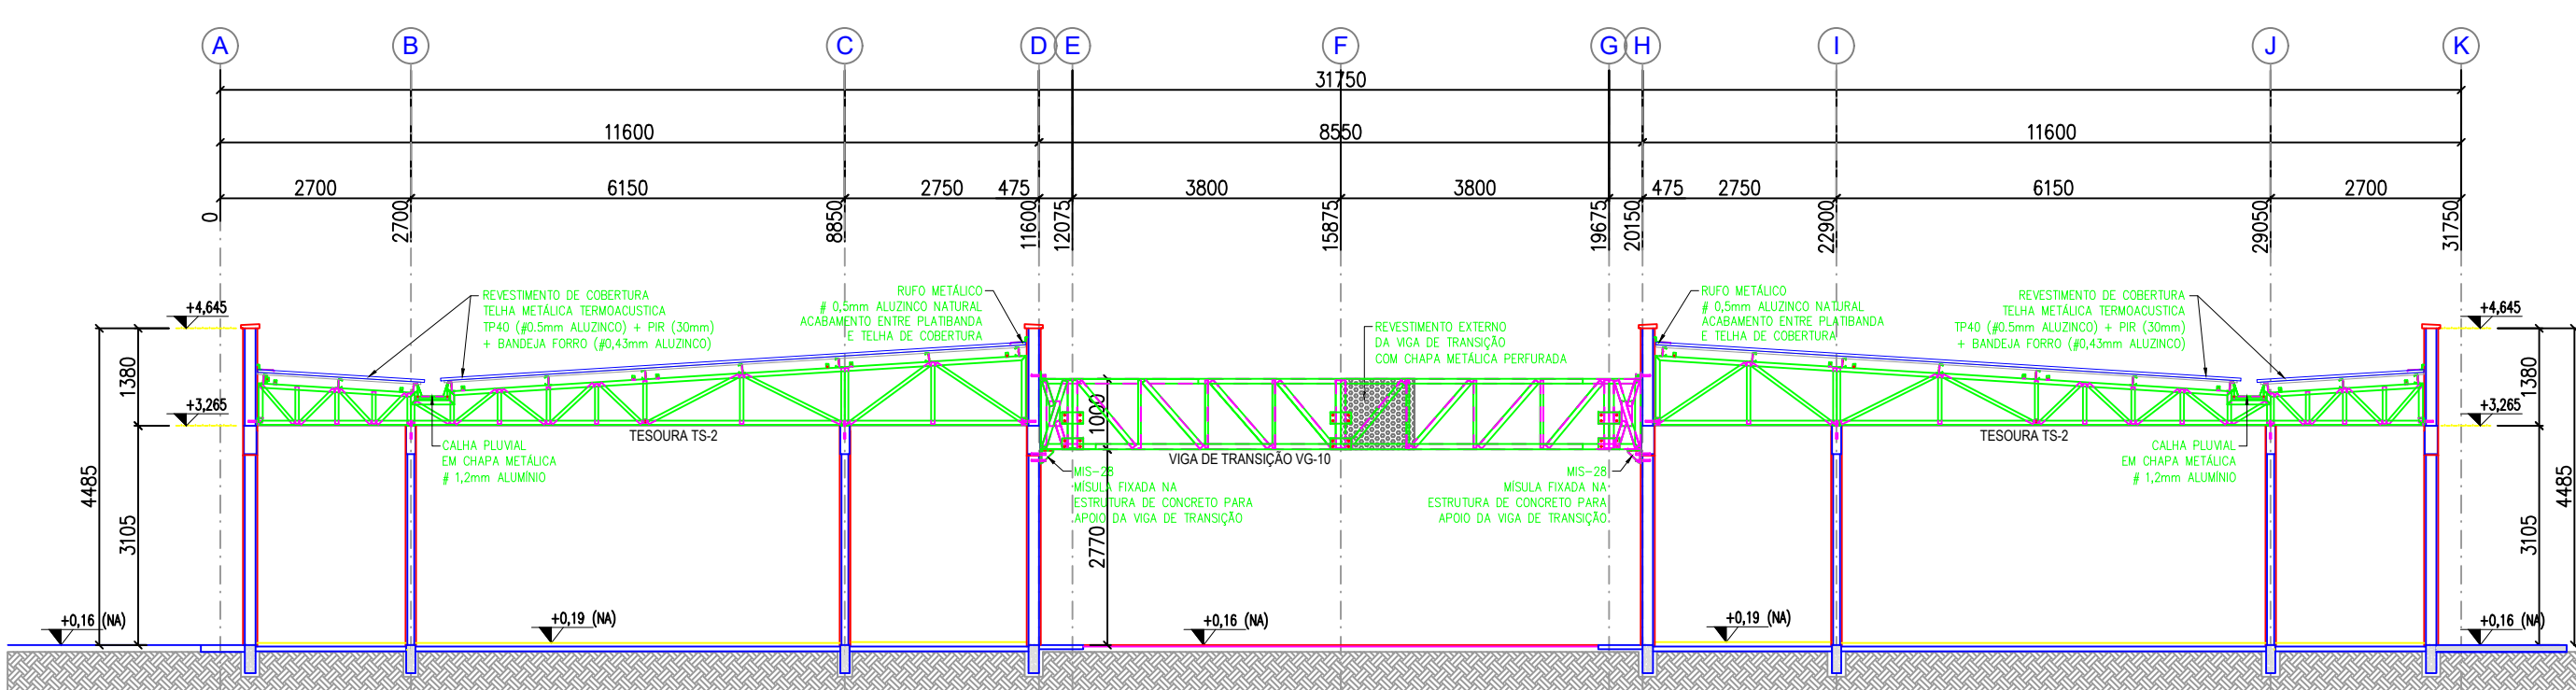 A B C D E F G H I J K
31750
11600 8550 11600
2700 6150 2750 475 3800 3800 475 2750 6150 2700
0 2700 8850 11600 12075 15875 19675 20150 22900 29050 31750
+4,645
1380
+3,265
4485
3105
+0,16 (NA)
REVESTIMENTO DE COBERTURA
TELHA METÁLICA TERMOACUSTICA
TP40 (#0.5mm ALUZINCO) + PIR (30mm)
+ BANDEJA FORRO (#0,43mm ALUZINCO)
RUFO METÁLICO
# 0,5mm ALUZINCO NATURAL
ACABAMENTO ENTRE PLATIBANDA
E TELHA DE COBERTURA
TESOURA TS-2
CALHA PLUVIAL
EM CHAPA METÁLICA
# 1,2mm ALUMÍNIO
+0,19 (NA)
REVESTIMENTO EXTERNO
DA VIGA DE TRANSIÇÃO
COM CHAPA METÁLICA PERFURADA
1000
VIGA DE TRANSIÇÃO VG-10
MIS-28
MÍSULA FIXADA NA
ESTRUTURA DE CONCRETO PARA
APOIO DA VIGA DE TRANSIÇÃO
2770
+0,16 (NA)
MIS-28
MÍSULA FIXADA NA
ESTRUTURA DE CONCRETO PARA
APOIO DA VIGA DE TRANSIÇÃO
RUFO METÁLICO
# 0,5mm ALUZINCO NATURAL
ACABAMENTO ENTRE PLATIBANDA
E TELHA DE COBERTURA
REVESTIMENTO DE COBERTURA
TELHA METÁLICA TERMOACUSTICA
TP40 (#0.5mm ALUZINCO) + PIR (30mm)
+ BANDEJA FORRO (#0,43mm ALUZINCO)
TESOURA TS-2
CALHA PLUVIAL
EM CHAPA METÁLICA
# 1,2mm ALUMÍNIO
+0,19 (NA)
+4,645
1380
+3,265
4485
3105
+0,16 (NA)